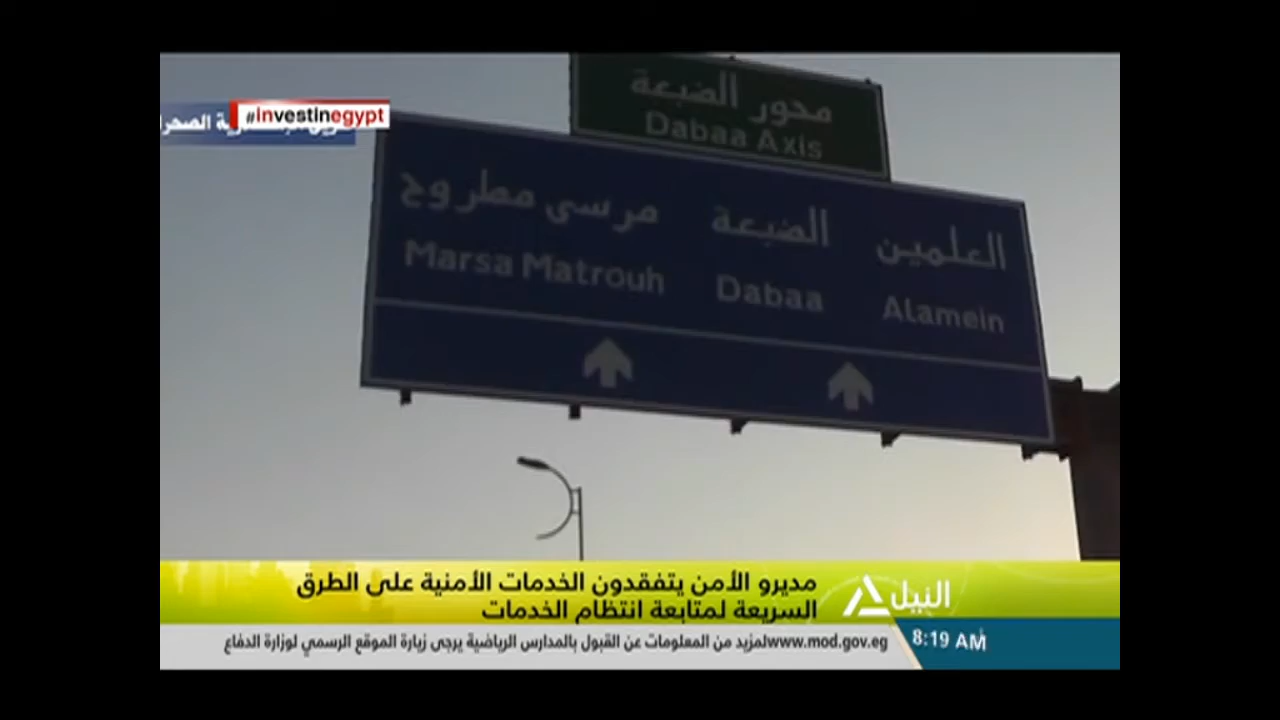 محور الضبعة
Dabaa Axis
#investinegypt
العلمين الضبعة مرسى مطروح
Marsa Matrouh Dabaa Alamein
مديرو الأمن يتفقدون الخدمات الأمنية على الطرق
السريعة لمتابعة انتظام الخدمات
النيل
لمزيد من المعلومات عن القبول بالمدارس الرياضية يرجى زيارة الموقع الرسمي لوزارة الدفاع www.mod.gov.eg
8:19 AM